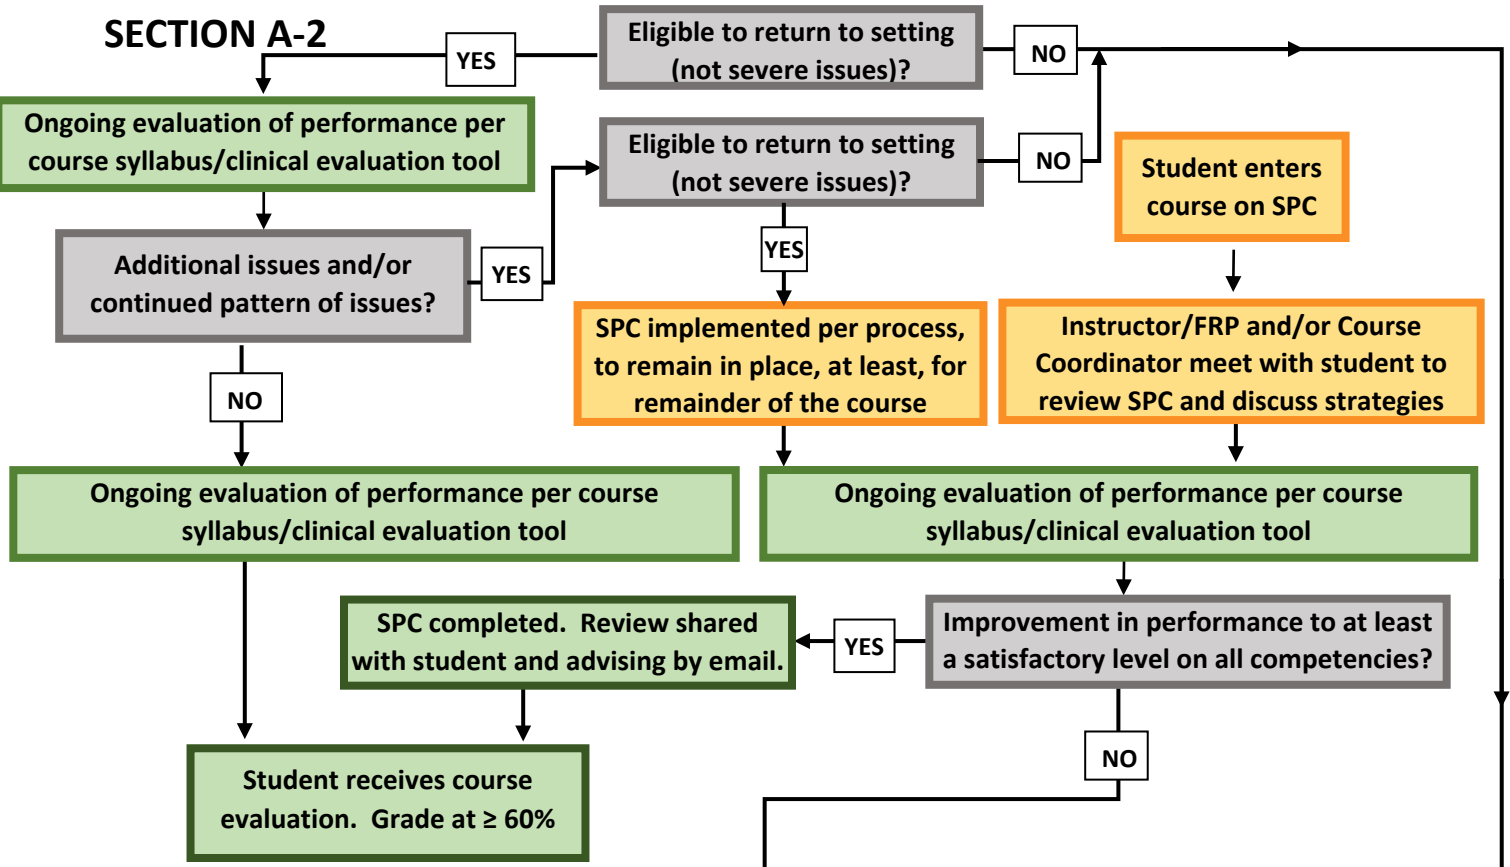 SECTION A-2
YES
Eligible to return to setting
(not severe issues)?
NO
Ongoing evaluation of performance per
course syllabus/clinical evaluation tool
Eligible to return to setting
(not severe issues)?
NO
Student enters
course on SPC
Additional issues and/or
continued pattern of issues?
YES
YES
SPC implemented per process,
to remain in place, at least, for
remainder of the course
Instructor/FRP and/or Course
Coordinator meet with student to
review SPC and discuss strategies
NO
Ongoing evaluation of performance per course
syllabus/clinical evaluation tool
Ongoing evaluation of performance per course
syllabus/clinical evaluation tool
SPC completed.  Review shared
with student and advising by email.
YES
Improvement in performance to at least
a satisfactory level on all competencies?
NO
Student receives course
evaluation.  Grade at ≥ 60%